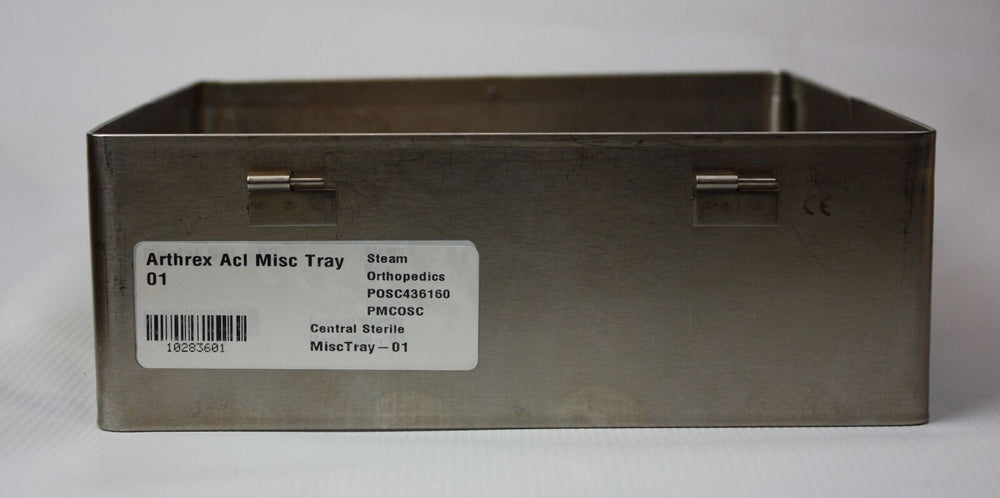 Arthrex Acl Misc Tray
01
Steam
Orthopedics
POSC436160
PMCOSC
Central Sterile
MiscTray-01
10283601
CE